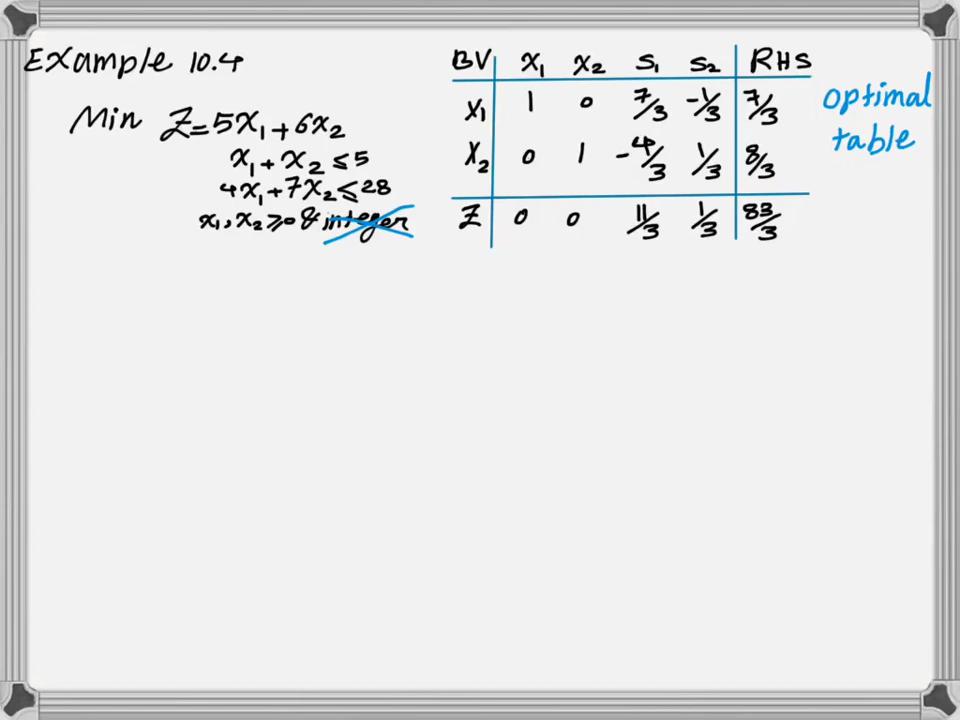 Example 10.4
Min Z=5x₁+6x₂
x₁+x₂≤5
4x₁+7x₂≤28
x₁,x₂≥0 & integer
BV x₁ x₂ s₁ s₂ RHS
x₁ 1 0 7/3 -1/3 7/3
x₂ 0 1 -4/3 1/3 8/3
Z 0 0 11/3 1/3 83/3
optimal
table